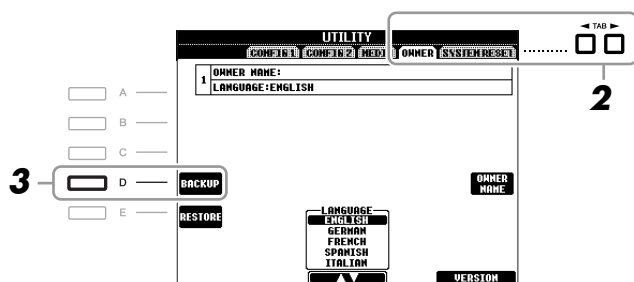 ◄ TAB ►
UTILITY
CONFIG 1 CONFIG 2 MEDIA OWNER SYSTEM RESET
2
1 OWNER NAME:
LANGUAGE:ENGLISH
A
B
C
3 D BACKUP
OWNER
NAME
E RESTORE
LANGUAGE
ENGLISH
GERMAN
FRENCH
SPANISH
ITALIAN
▲▼
VERSION